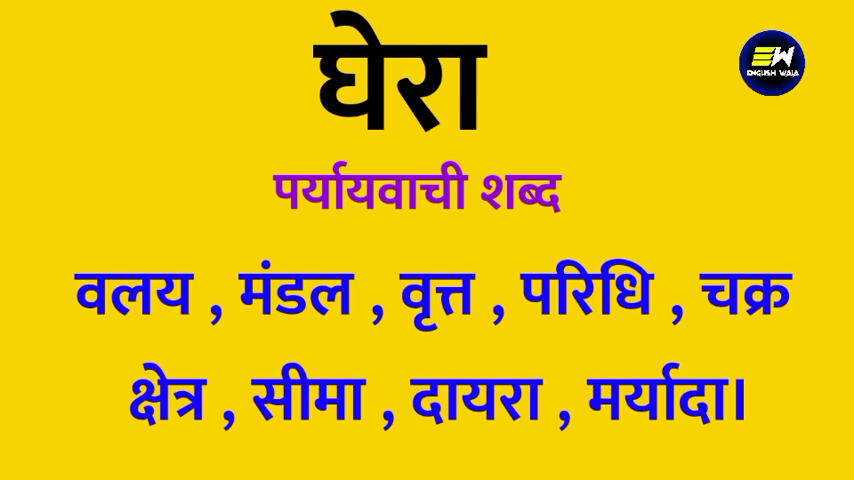 घेरा
EW
ENGLISH WALA
पर्यायवाची शब्द
वलय , मंडल , वृत्त , परिधि , चक्र
क्षेत्र , सीमा , दायरा , मर्यादा।